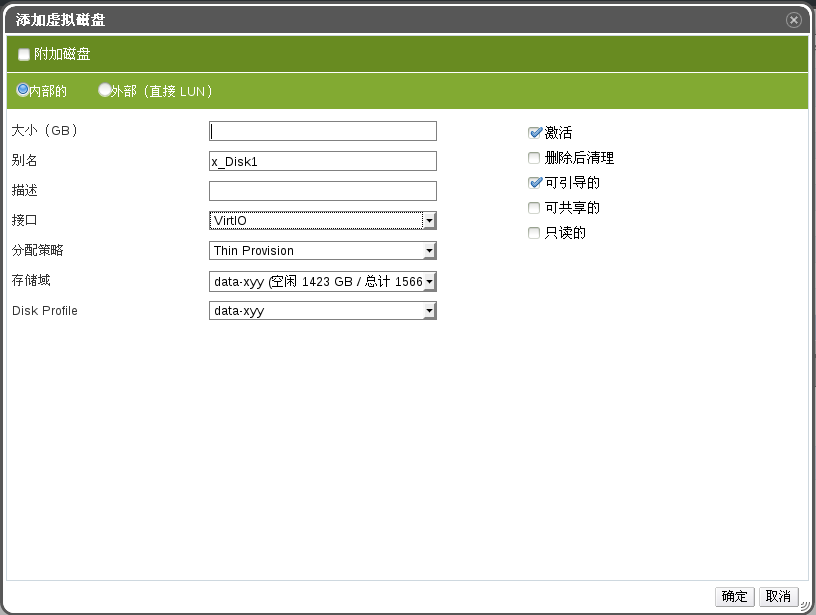 添加虚拟磁盘
附加磁盘
内部的 外部（直接 LUN）
大小（GB）
别名 x_Disk1
描述
接口 VirtIO
分配策略 Thin Provision
存储域 data-xyy (空闲 1423 GB / 总计 1566
Disk Profile data-xyy
激活
删除后清理
可引导的
可共享的
只读的
确定 取消